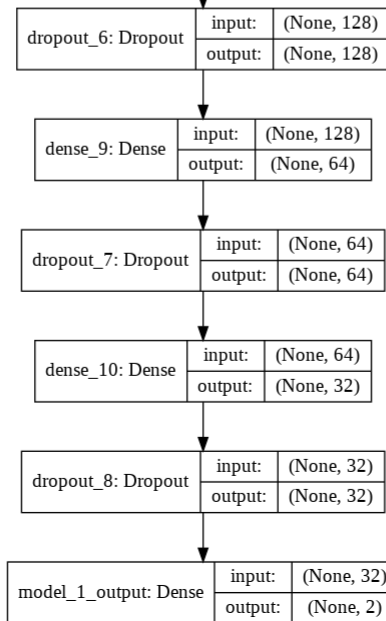 dropout_6: Dropout
input: (None, 128)
output: (None, 128)
dense_9: Dense
input: (None, 128)
output: (None, 64)
dropout_7: Dropout
input: (None, 64)
output: (None, 64)
dense_10: Dense
input: (None, 64)
output: (None, 32)
dropout_8: Dropout
input: (None, 32)
output: (None, 32)
model_1_output: Dense
input: (None, 32)
output: (None, 2)